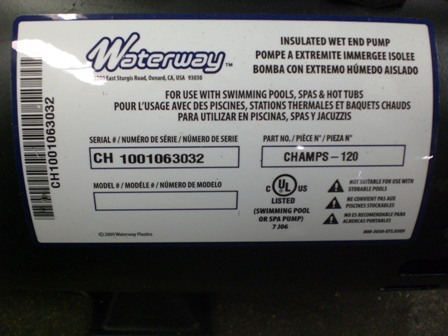 Waterway™
East Sturgis Road, Oxnard, CA, USA 93030
INSULATED WET END PUMP
POMPE A EXTREMITE IMMERGEE ISOLEE
BOMBA CON EXTREMO HÚMEDO AISLADO
FOR USE WITH SWIMMING POOLS, SPAS & HOT TUBS
POUR L'USAGE AVEC DES PISCINES, STATIONS THERMALES ET BAQUETS CHAUDS
PARA UTILIZAR EN PISCINAS, SPAS Y JACUZZIS
SERIAL # / NUMÉRO DE SÉRIE / NÚMERO DE SERIE
CH 1001063032
PART NO. / PIÈCE N° / PIEZA N°
CHAMPS-120
MODEL # / MODÈLE # / NÚMERO DE MODELO
C UL US
LISTED
(SWIMMING POOL
OR SPA PUMP)
7J06
NOT SUITABLE FOR USE WITH
STORABLE POOLS
NE CONVIENT PAS AUX
PISCINES STOCKABLE
NO ES RECOMENDABLE PARA
ALBERCAS PORTABLES
©2009 Waterway Plastics
CH1001063032